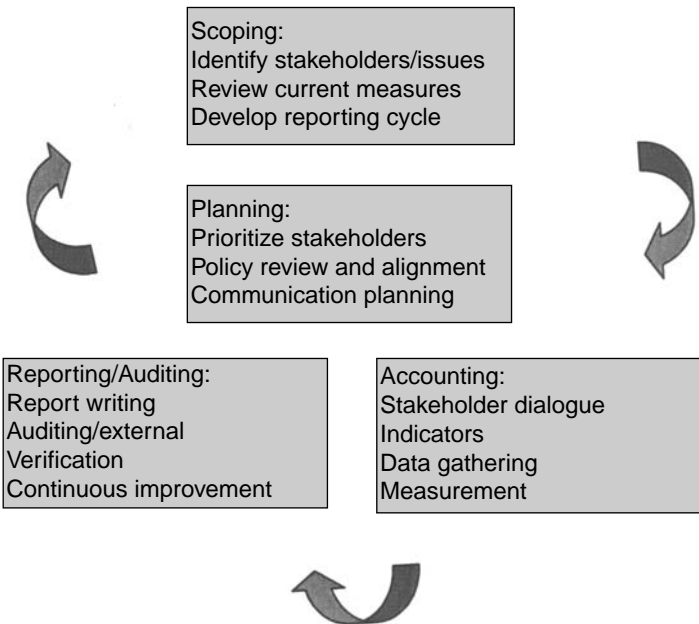 Scoping:
Identify stakeholders/issues
Review current measures
Develop reporting cycle
Planning:
Prioritize stakeholders
Policy review and alignment
Communication planning
Reporting/Auditing:
Report writing
Auditing/external
Verification
Continuous improvement
Accounting:
Stakeholder dialogue
Indicators
Data gathering
Measurement